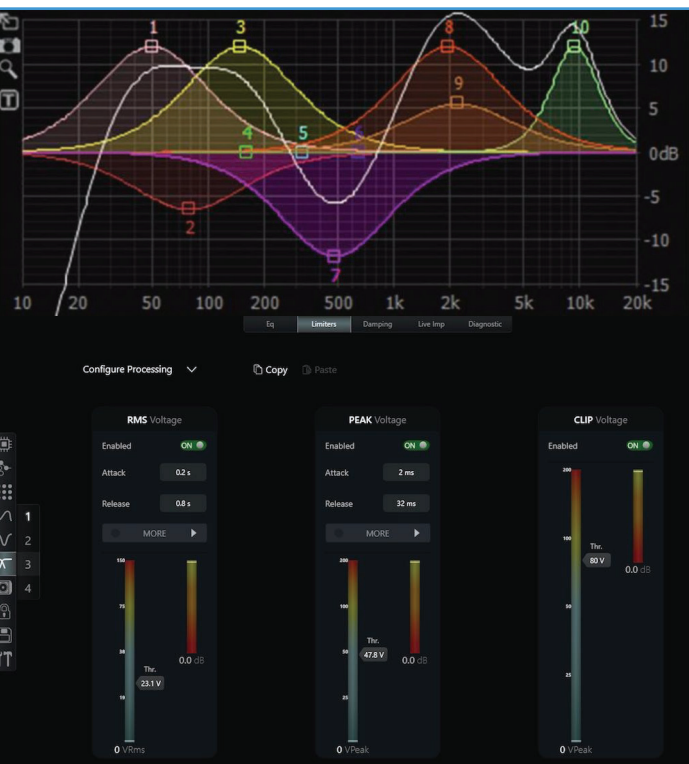 1 3 8 10
9
4 5 6
2
7
15
10
5
0dB
-5
-10
-15
10 20 50 100 200 500 1k 2k 5k 10k 20k
T
Eq Limiters Damping Live Imp Diagnostic
Configure Processing Copy Paste
RMS Voltage
Enabled ON
Attack 0.2 s
Release 0.8 s
MORE
150
75
Thr.
23.1 V
0.0 dB
0 VRms
PEAK Voltage
Enabled ON
Attack 2 ms
Release 32 ms
MORE
200
100
50
25
Thr.
47.8 V
0.0 dB
0 VPeak
CLIP Voltage
Enabled ON
200
100
50
25
Thr.
80 V
0.0 dB
0 VPeak
1
2
3
4